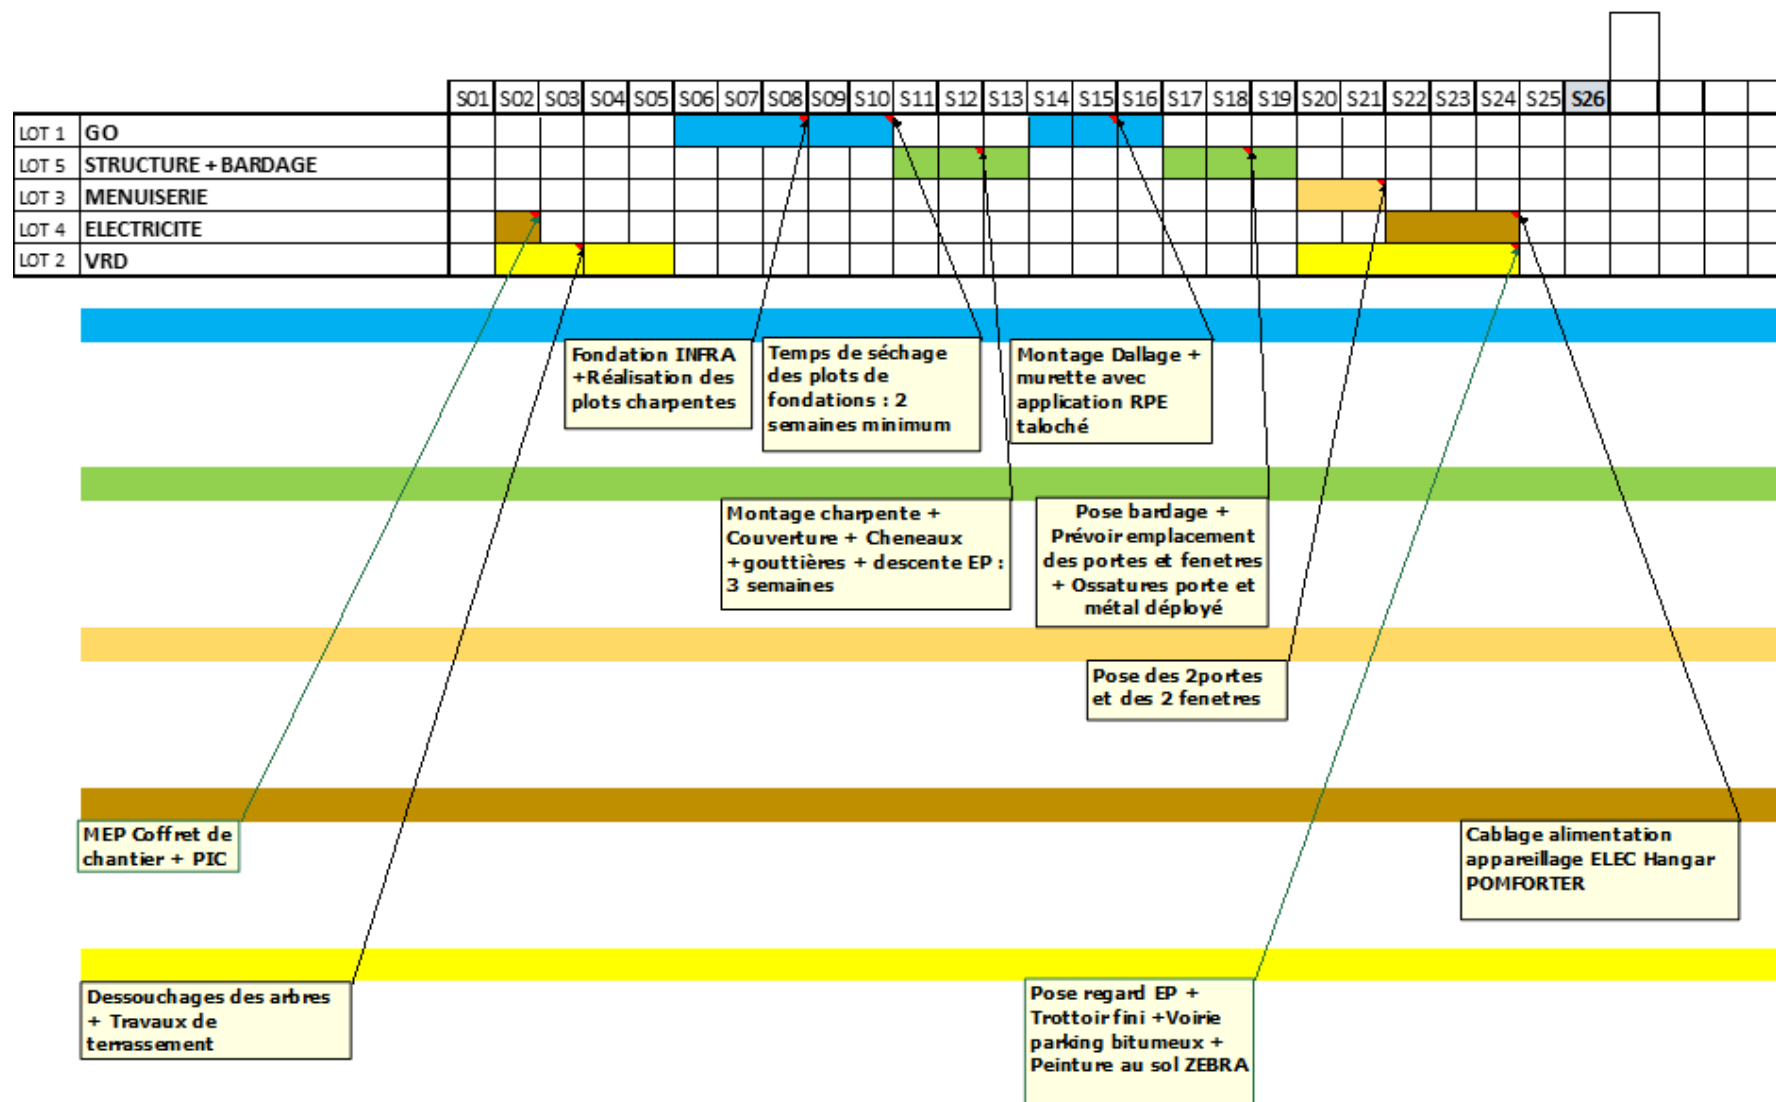 S01 S02 S03 S04 S05 S06 S07 S08 S09 S10 S11 S12 S13 S14 S15 S16 S17 S18 S19 S20 S21 S22 S23 S24 S25 S26
LOT 1 GO
LOT 5 STRUCTURE + BARDAGE
LOT 3 MENUISERIE
LOT 4 ELECTRICITE
LOT 2 VRD
Fondation INFRA
+Réalisation des
plots charpentes
Temps de séchage
des plots de
fondations : 2
semaines minimum
Montage Dallage +
murette avec
application RPE
taloché
Montage charpente +
Couverture + Cheneaux
+gouttières + descente EP :
3 semaines
Pose bardage +
Prévoir emplacement
des portes et fenetres
+ Ossatures porte et
métal déployé
Pose des 2portes
et des 2 fenetres
MEP Coffret de
chantier + PIC
Cablage alimentation
appareillage ELEC Hangar
POMFORTER
Dessouchages des arbres
+ Travaux de
terrassement
Pose regard EP +
Trottoir fini +Voirie
parking bitumeux +
Peinture au sol ZEBRA